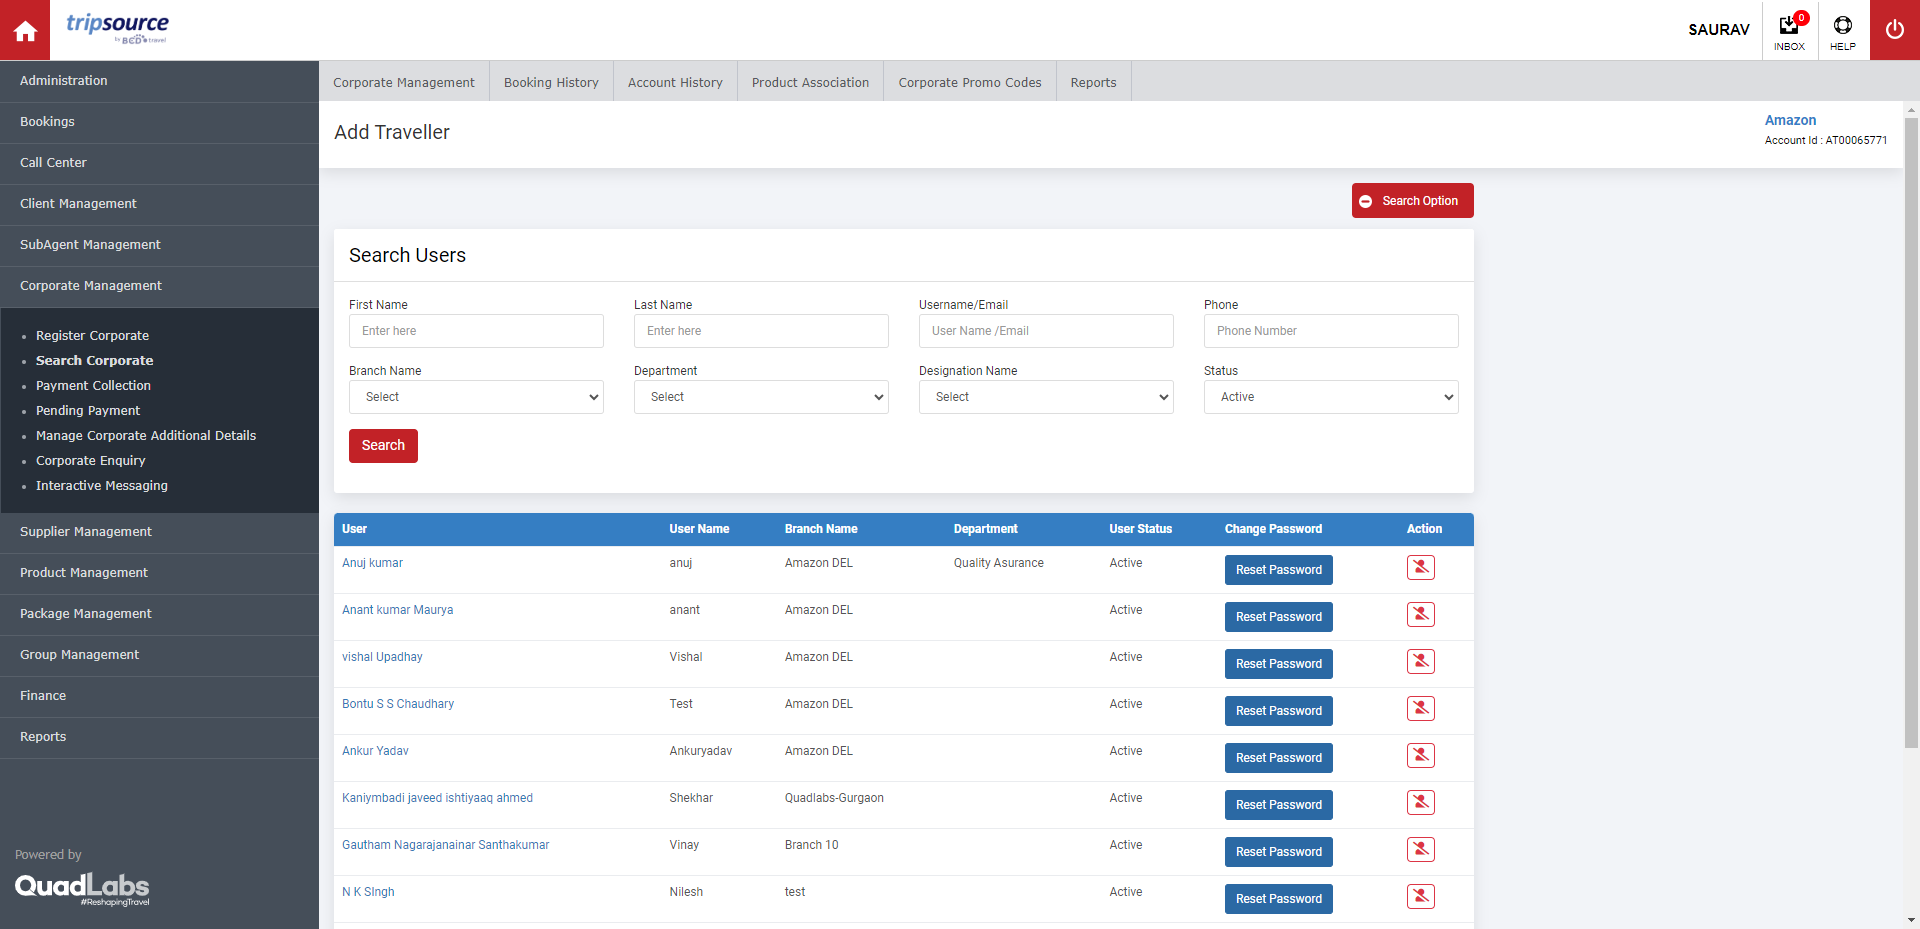 tripsource
by BCD travel
SAURAV
0
INBOX
HELP
Administration
Bookings
Call Center
Client Management
SubAgent Management
Corporate Management
Register Corporate
Search Corporate
Payment Collection
Pending Payment
Manage Corporate Additional Details
Corporate Enquiry
Interactive Messaging
Supplier Management
Product Management
Package Management
Group Management
Finance
Reports
Powered by
QuadLabs
#ReshapingTravel
Corporate Management Booking History Account History Product Association Corporate Promo Codes Reports
Add Traveller
Amazon
Account Id : AT00065771
Search Option
Search Users
First Name Last Name Username/Email Phone
Enter here Enter here User Name /Email Phone Number
Branch Name Department Designation Name Status
Select Select Select Active
Search
User User Name Branch Name Department User Status Change Password Action
Anuj kumar anuj Amazon DEL Quality Asurance Active Reset Password
Anant kumar Maurya anant Amazon DEL Active Reset Password
vishal Upadhay Vishal Amazon DEL Active Reset Password
Bontu S S Chaudhary Test Amazon DEL Active Reset Password
Ankur Yadav Ankuryadav Amazon DEL Active Reset Password
Kaniymbadi javeed ishtiyaaq ahmed Shekhar Quadlabs-Gurgaon Active Reset Password
Gautham Nagarajanainar Santhakumar Vinay Branch 10 Active Reset Password
N K SIngh Nilesh test Active Reset Password